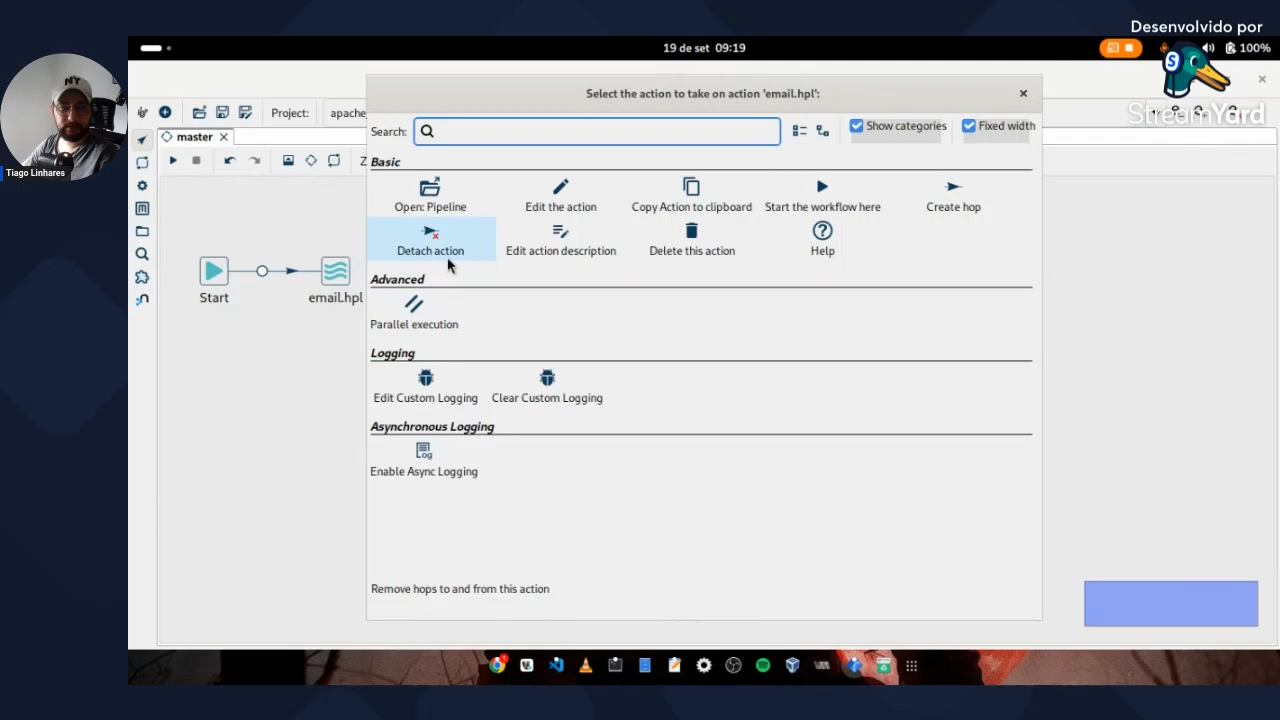 Desenvolvido por
StreamYard
19 de set 09:19
100%
NY
Tiago Linhares
Select the action to take on action 'email.hpl':
Project:
apache
Search:
Show categories
Fixed width
master
Basic
Open: Pipeline
Edit the action
Copy Action to clipboard
Start the workflow here
Create hop
Detach action
Edit action description
Delete this action
Help
Start
email.hpl
Advanced
Parallel execution
Logging
Edit Custom Logging
Clear Custom Logging
Asynchronous Logging
Log
Enable Async Logging
Remove hops to and from this action